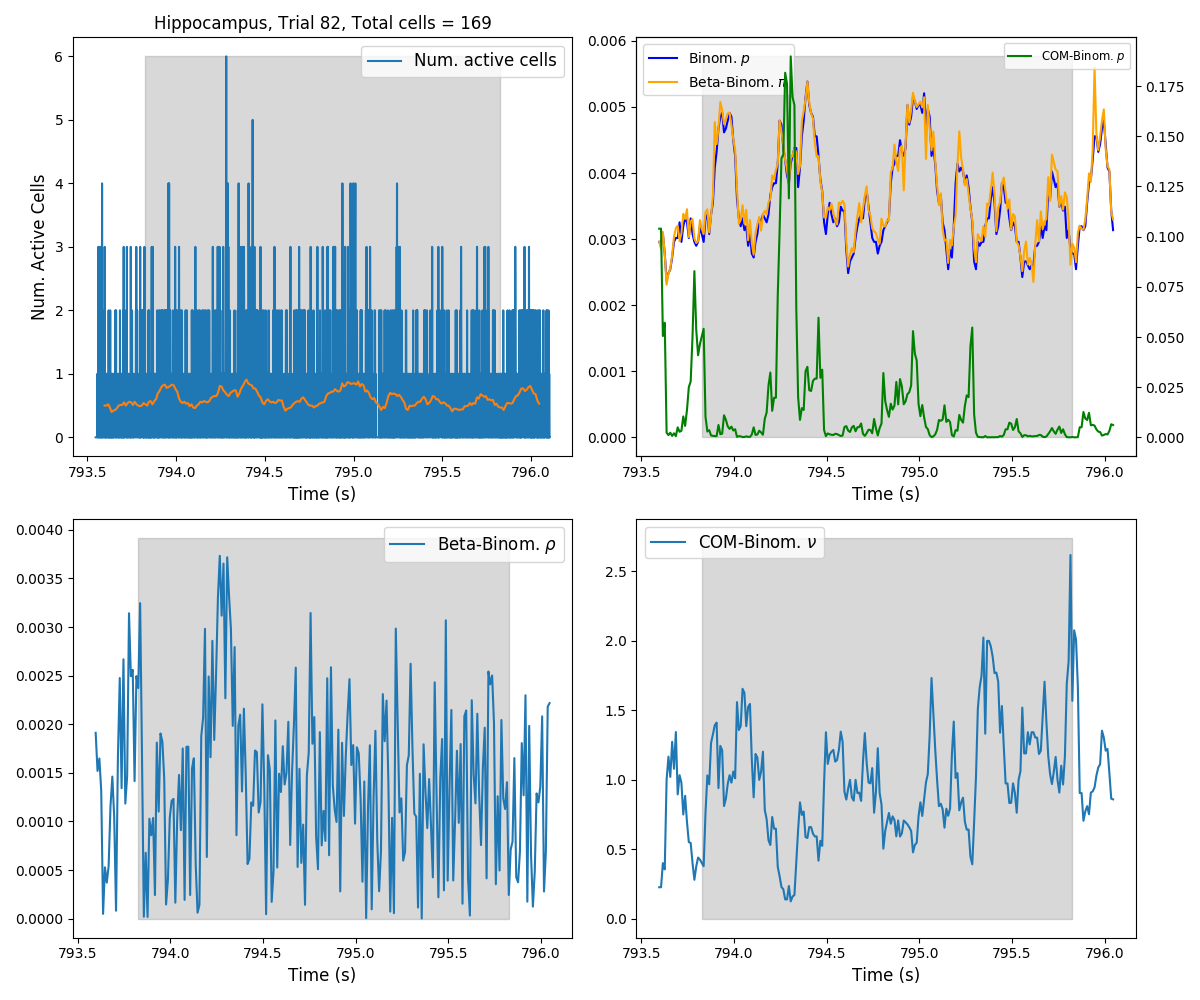 Hippocampus, Trial 82, Total cells = 169
Num. active cells
Num. Active Cells
6
5
4
3
2
1
0
793.5 794.0 794.5 795.0 795.5 796.0
Time (s)
Binom. p
Beta-Binom. π
COM-Binom. p
0.006
0.005
0.004
0.003
0.002
0.001
0.000
0.175
0.150
0.125
0.100
0.075
0.050
0.025
0.000
793.5 794.0 794.5 795.0 795.5 796.0
Time (s)
Beta-Binom. ρ
0.0040
0.0035
0.0030
0.0025
0.0020
0.0015
0.0010
0.0005
0.0000
793.5 794.0 794.5 795.0 795.5 796.0
Time (s)
COM-Binom. ν
2.5
2.0
1.5
1.0
0.5
0.0
793.5 794.0 794.5 795.0 795.5 796.0
Time (s)